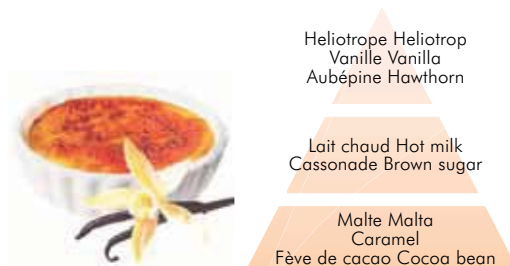 Heliotrope Heliotrop
Vanille Vanilla
Aubépine Hawthorn
Lait chaud Hot milk
Cassonade Brown sugar
Malte Malta
Caramel
Fève de cacao Cocoa bean